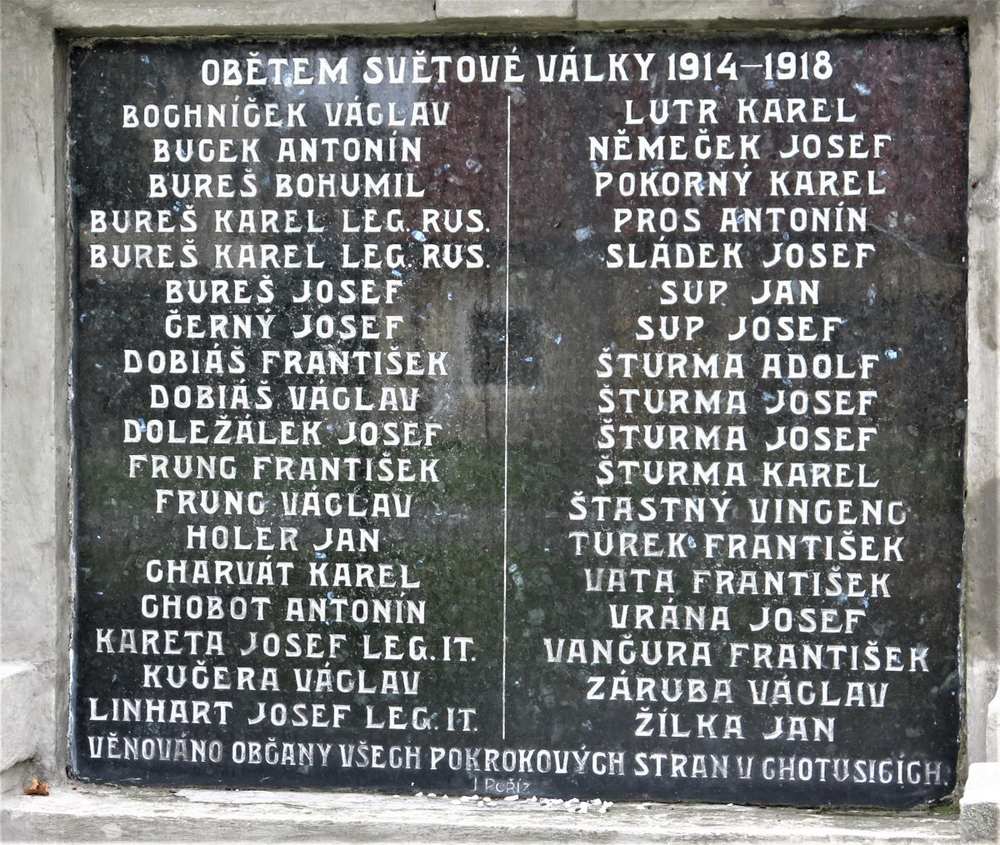 OBĚTEM SVĚTOVÉ VÁLKY 1914–1918
BOCHNÍČEK VÁCLAV
BUCEK ANTONÍN
BUREŠ BOHUMIL
BUREŠ KAREL LEG. RUS.
BUREŠ KAREL LEG. RUS.
BUREŠ JOSEF
ČERNÝ JOSEF
DOBIÁŠ FRANTIŠEK
DOBIÁŠ VÁCLAV
DOLEŽÁLEK JOSEF
FRUNC FRANTIŠEK
FRUNC VÁCLAV
HOLER JAN
CHARVÁT KAREL
CHOBOT ANTONÍN
KARETA JOSEF LEG. IT.
KUČERA VÁCLAV
LINHART JOSEF LEG. IT.
LUTR KAREL
NĚMEČEK JOSEF
POKORNÝ KAREL
PROS ANTONÍN
SLÁDEK JOSEF
SUP JAN
SUP JOSEF
ŠTURMA ADOLF
ŠTURMA JOSEF
ŠTURMA JOSEF
ŠTURMA KAREL
ŠTASTNÝ VINCENC
TUREK FRANTIŠEK
VATA FRANTIŠEK
VRÁNA JOSEF
VANČURA FRANTIŠEK
ZÁRUBA VÁCLAV
ŽÍLKA JAN
VĚNOVÁNO OBČANY VŠECH POKROKOVÝCH STRAN V CHOTUSICÍCH.